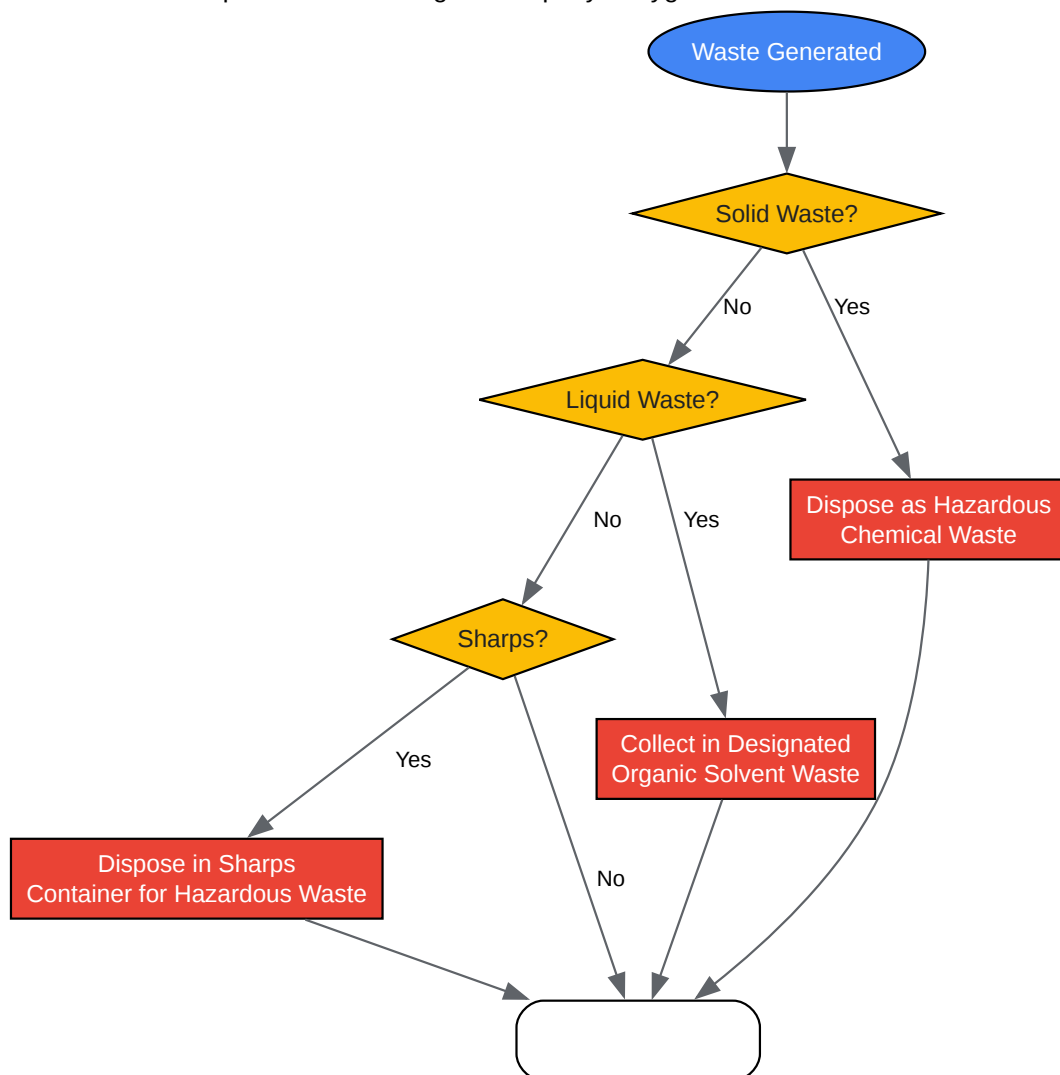 Waste Generated
Solid Waste?
No
Yes
Liquid Waste?
Dispose as Hazardous
Chemical Waste
No
Yes
Sharps?
Collect in Designated
Organic Solvent Waste
Yes
Dispose in Sharps
Container for Hazardous Waste
No